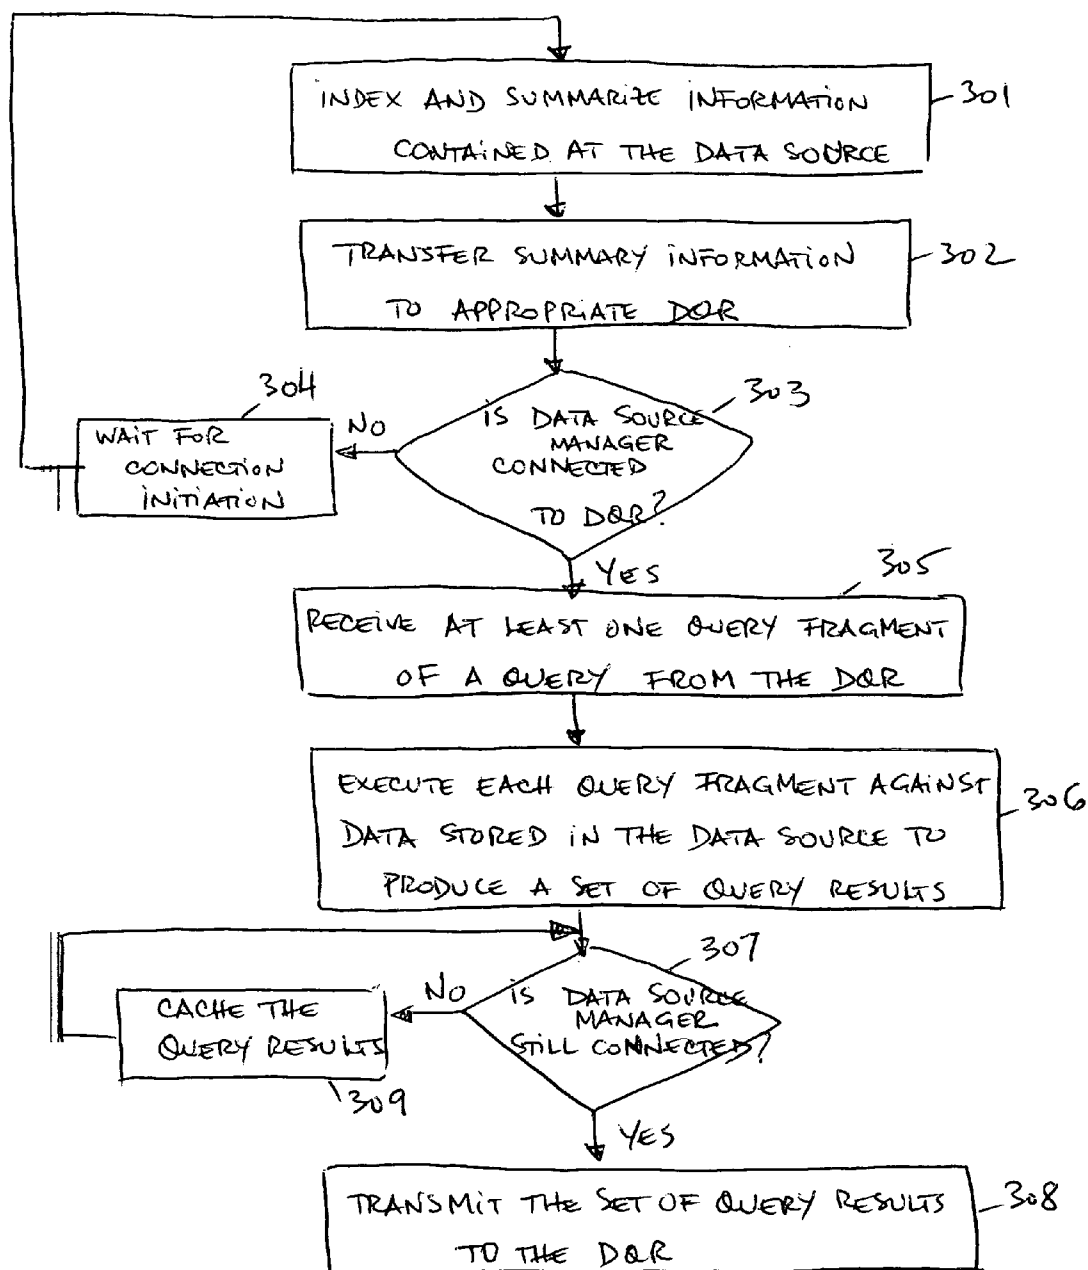 INDEX AND SUMMARIZE INFORMATION
CONTAINED AT THE DATA SOURCE
301
TRANSFER SUMMARY INFORMATION
TO APPROPRIATE DQR
302
304
303
WAIT FOR
CONNECTION
INITIATION
NO
IS DATA SOURCE
MANAGER
CONNECTED
TO DQR?
YES
305
RECEIVE AT LEAST ONE QUERY FRAGMENT
OF A QUERY FROM THE DQR
EXECUTE EACH QUERY FRAGMENT AGAINST
DATA STORED IN THE DATA SOURCE TO
PRODUCE A SET OF QUERY RESULTS
306
307
CACHE THE
QUERY RESULTS
309
NO
IS DATA SOURCE
MANAGER
STILL CONNECTED?
YES
TRANSMIT THE SET OF QUERY RESULTS
TO THE DQR
308